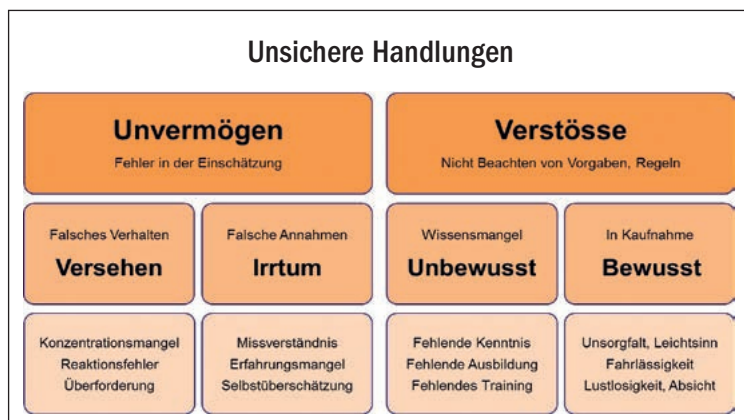 Unsichere Handlungen
Unvermögen
Fehler in der Einschätzung
Verstösse
Nicht Beachten von Vorgaben, Regeln
Falsches Verhalten
Versehen
Falsche Annahmen
Irrtum
Wissensmangel
Unbewusst
In Kaufnahme
Bewusst
Konzentrationsmangel
Reaktionsfehler
Überforderung
Missverständnis
Erfahrungsmangel
Selbstüberschätzung
Fehlende Kenntnis
Fehlende Ausbildung
Fehlendes Training
Unsorgfalt, Leichtsinn
Fahrlässigkeit
Lustlosigkeit, Absicht